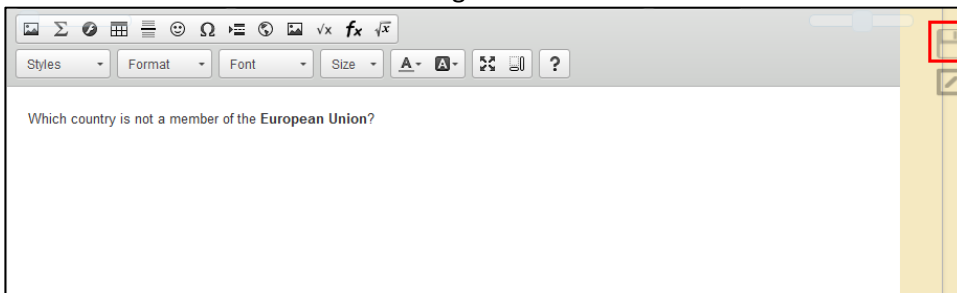 Styles Format Font Size A A ?
Which country is not a member of the European Union?